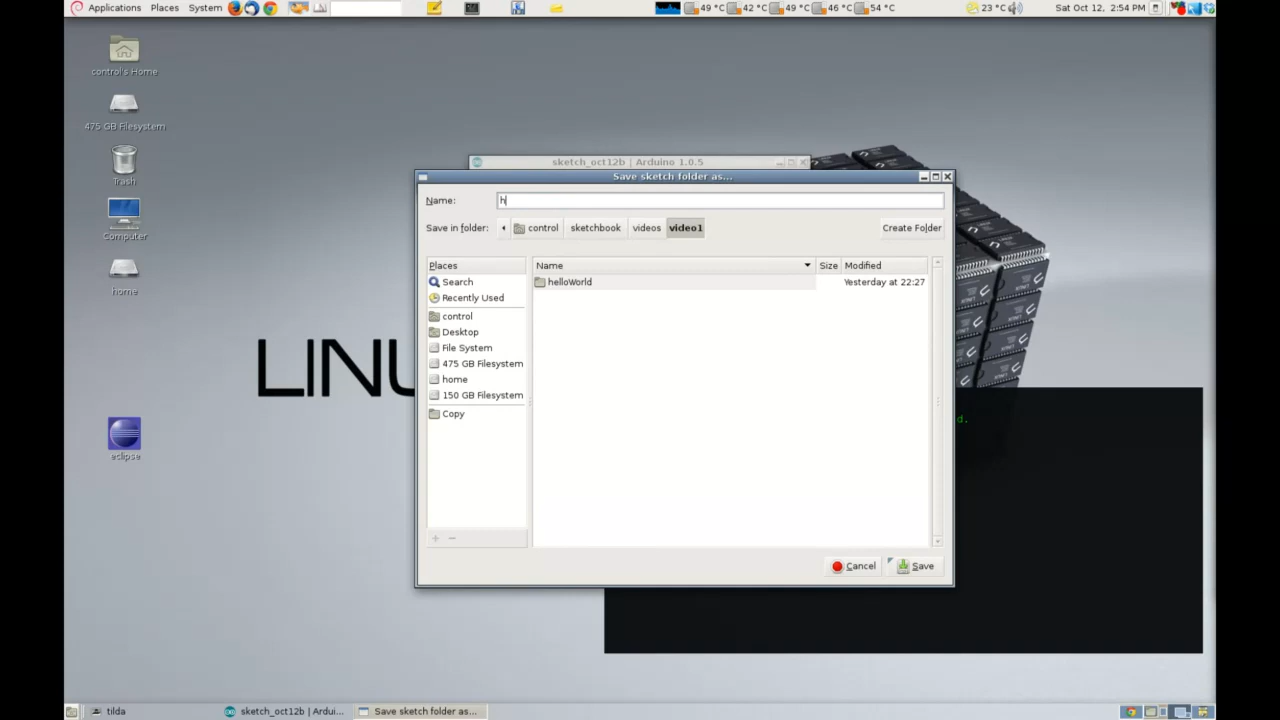 Applications Places System 49 °C 42 °C 49 °C 46 °C 54 °C 23 °C Sat Oct 12, 2:54 PM
control's Home
475 GB Filesystem
Trash
Computer
home
LINU
eclipse
sketch_oct12b | Arduino 1.0.5
Save sketch folder as...
Name: h
Save in folder: control sketchbook videos video1 Create Folder
Places Name Size Modified
Search helloWorld Yesterday at 22:27
Recently Used
control
Desktop
File System
475 GB Filesystem
home
150 GB Filesystem
Copy
Cancel Save
d.
tilda sketch_oct12b | Ardui... Save sketch folder as...